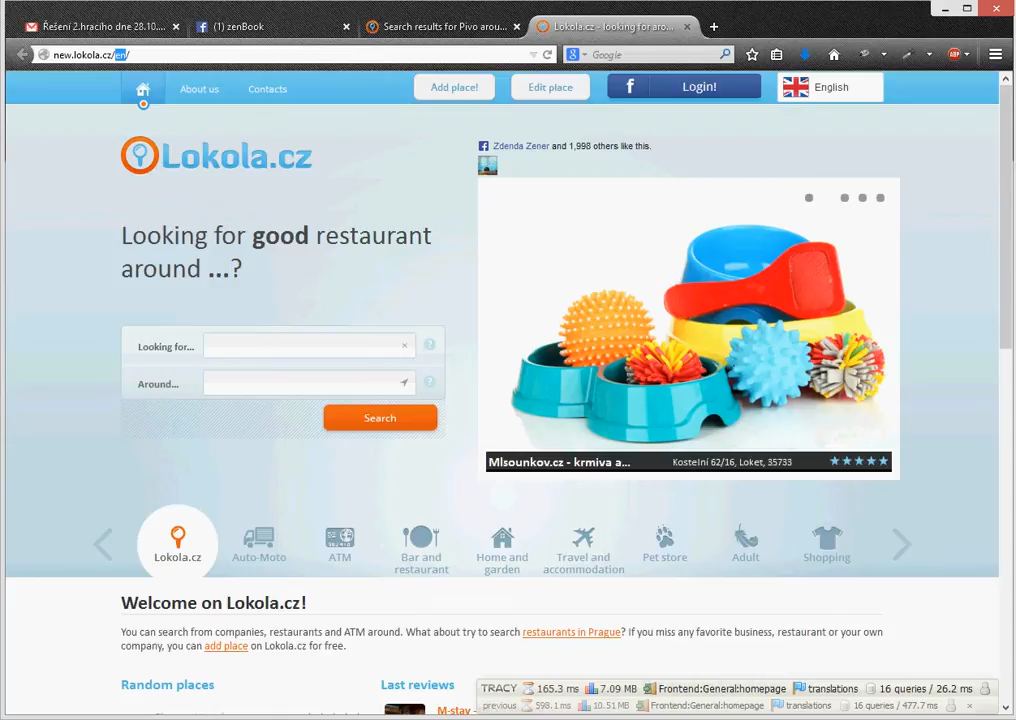 Řešení 2.hracího dne 28.10.... ×
(1) zenBook ×
Search results for Pivo arou... ×
Lokola.cz - looking for aro... ×
new.lokola.cz/en/
Google
About us
Contacts
Add place!
Edit place
Login!
English
Lokola.cz
Zdenda Zener and 1,998 others like this.
Looking for good restaurant
around ...?
Looking for...
Around...
Search
Mlsounkov.cz - krmiva a...
Kostelní 62/16, Loket, 35733
Lokola.cz
Auto-Moto
ATM
Bar and
restaurant
Home and
garden
Travel and
accommodation
Pet store
Adult
Shopping
Welcome on Lokola.cz!
You can search from companies, restaurants and ATM around. What about try to search restaurants in Prague? If you miss any favorite business, restaurant or your own
company, you can add place on Lokola.cz for free.
Random places
Last reviews
M-stav -
TRACY 165.3 ms 7.09 MB Frontend:General:homepage translations 16 queries / 26.2 ms
previous 598.1 ms 10.51 MB Frontend:General:homepage translations 16 queries / 477.7 ms ×